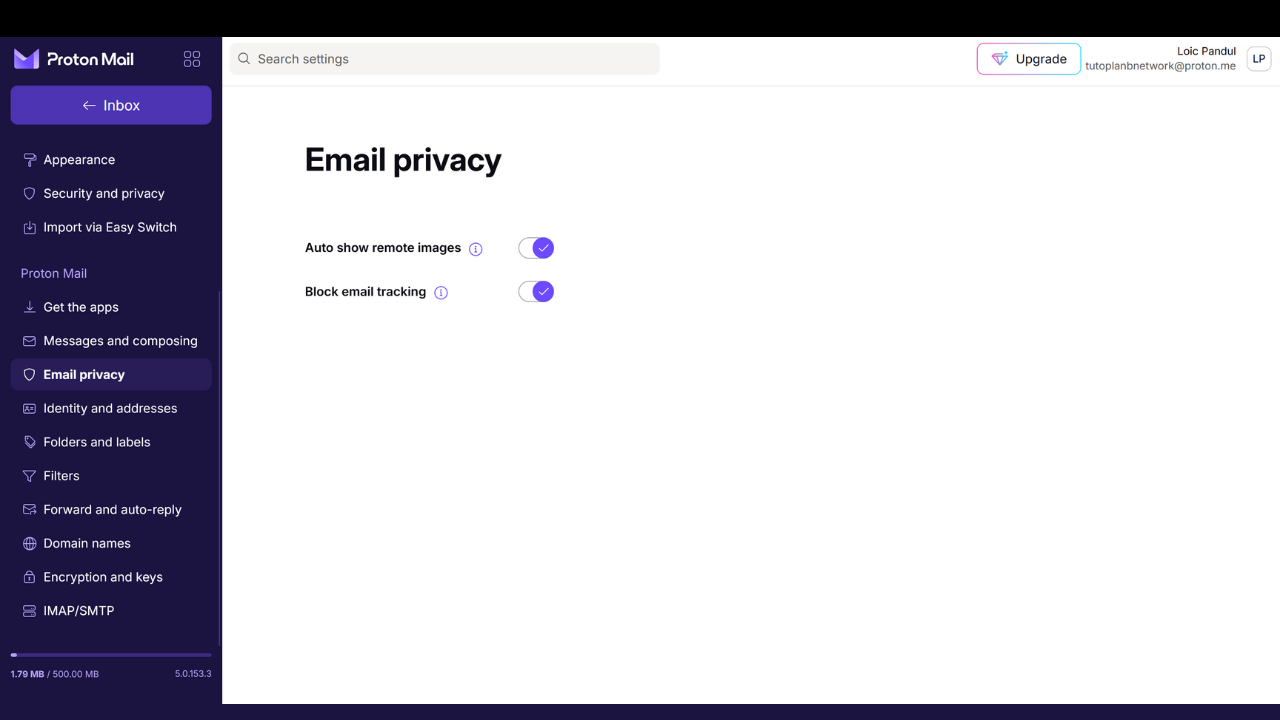 Proton Mail
Inbox
Appearance
Security and privacy
Import via Easy Switch
Proton Mail
Get the apps
Messages and composing
Email privacy
Identity and addresses
Folders and labels
Filters
Forward and auto-reply
Domain names
Encryption and keys
IMAP/SMTP
1.79 MB / 500.00 MB
5.0.153.3
Search settings
Upgrade
Loic Pandul
tutoplanbnetwork@proton.me
LP
Email privacy
Auto show remote images
Block email tracking